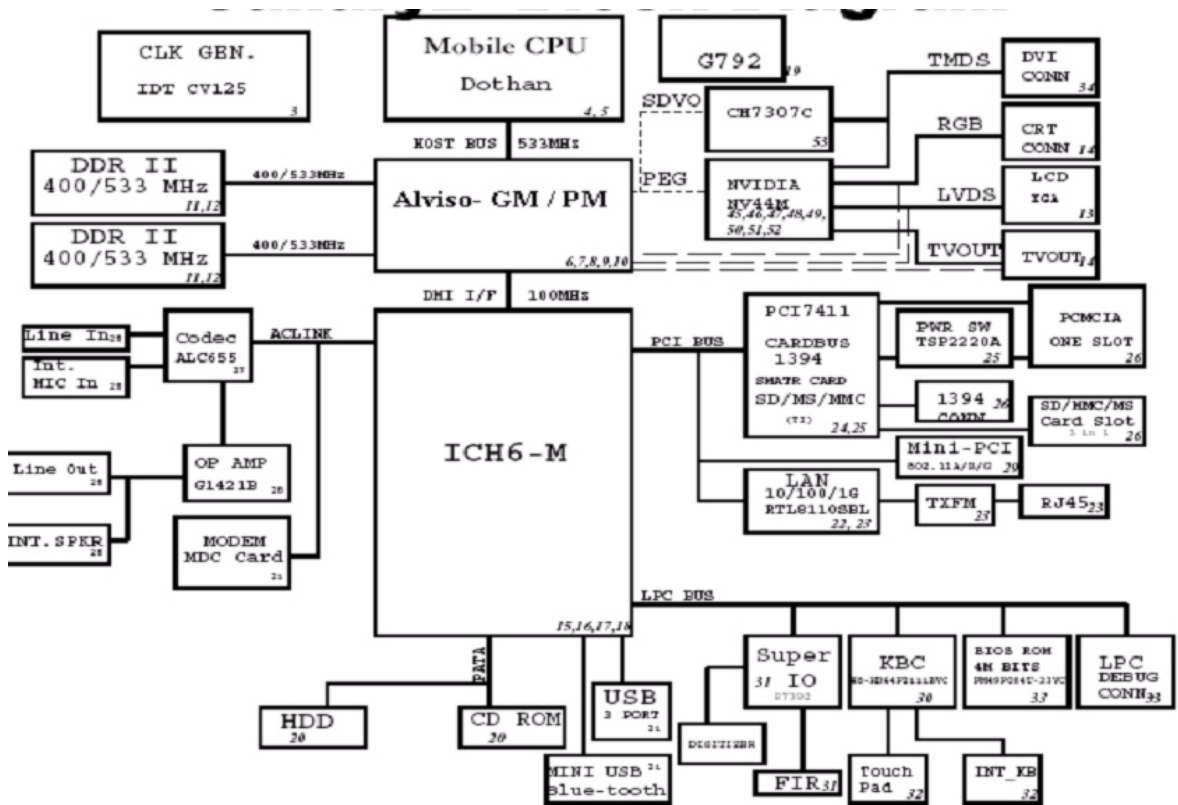 CLK GEN.
IDT CV125
3
Mobile CPU
Dothan
4, 5
G792
19
TMDS
DVI
CONN
34
SDVO
CH7307C
53
RGB
CRT
CONN
14
HOST BUS 533MHz
DDR II
400/533 MHz
11,12
400/533MHz
Alviso- GM / PM
6,7,8,9,10
PEG
NVIDIA
NV44M
45,46,47,48,49,
50,51,52
LVDS
LCD
13
DDR II
400/533 MHz
11,12
400/533MHz
TVOUT
TVOUT
14
DMI I/F 100MHz
Line In
28
Codec
ALC655
27
ACLINK
Int.
MIC In
28
ICH6-M
15,16,17,18
PCI BUS
PCI7411
CARDBUS
1394
SMATR CARD
SD/MS/MMC
(TI)
24,25
PWR SW
TSP2220A
25
PCMCIA
ONE SLOT
26
1394
CONN
26
SD/MMC/MS
Card Slot
26
Mini-PCI
802.11A/B/G
29
LAN
10/100/1G
RTL8110SBL
22, 23
TXFM
23
RJ45
23
Line Out
28
OP AMP
G1421B
28
INT.SPKR
28
MODEM
MDC Card
21
LPC BUS
Super
IO
31
KBC
30
BIOS ROM
4M BITS
33
LPC
DEBUG
CONN
33
PATA
HDD
20
CD ROM
20
USB
3 PORT
21
MINI USB
21
Blue-tooth
DIGITIZER
FIR
31
Touch
Pad
32
INT_KB
32